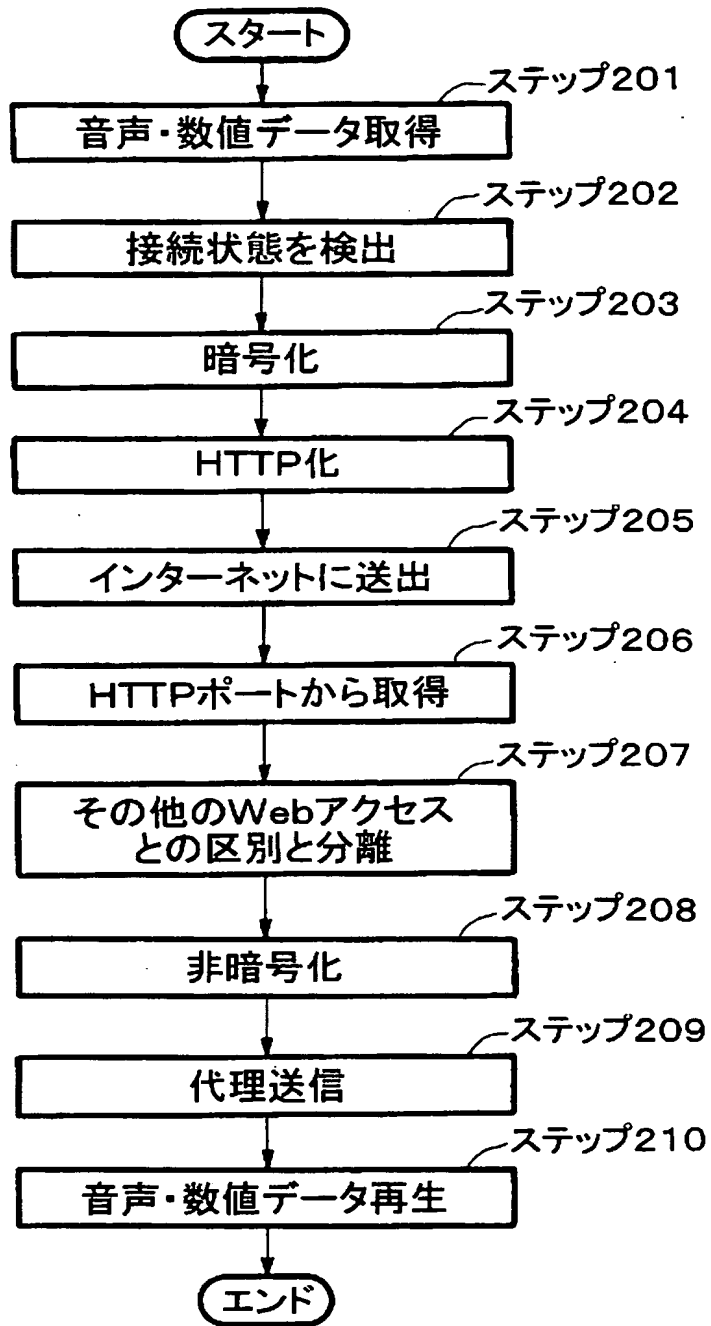 スタート
ステップ201
音声・数値データ取得
ステップ202
接続状態を検出
ステップ203
暗号化
ステップ204
HTTP化
ステップ205
インターネットに送出
ステップ206
HTTPポートから取得
ステップ207
その他のWebアクセス
との区別と分離
ステップ208
非暗号化
ステップ209
代理送信
ステップ210
音声・数値データ再生
エンド